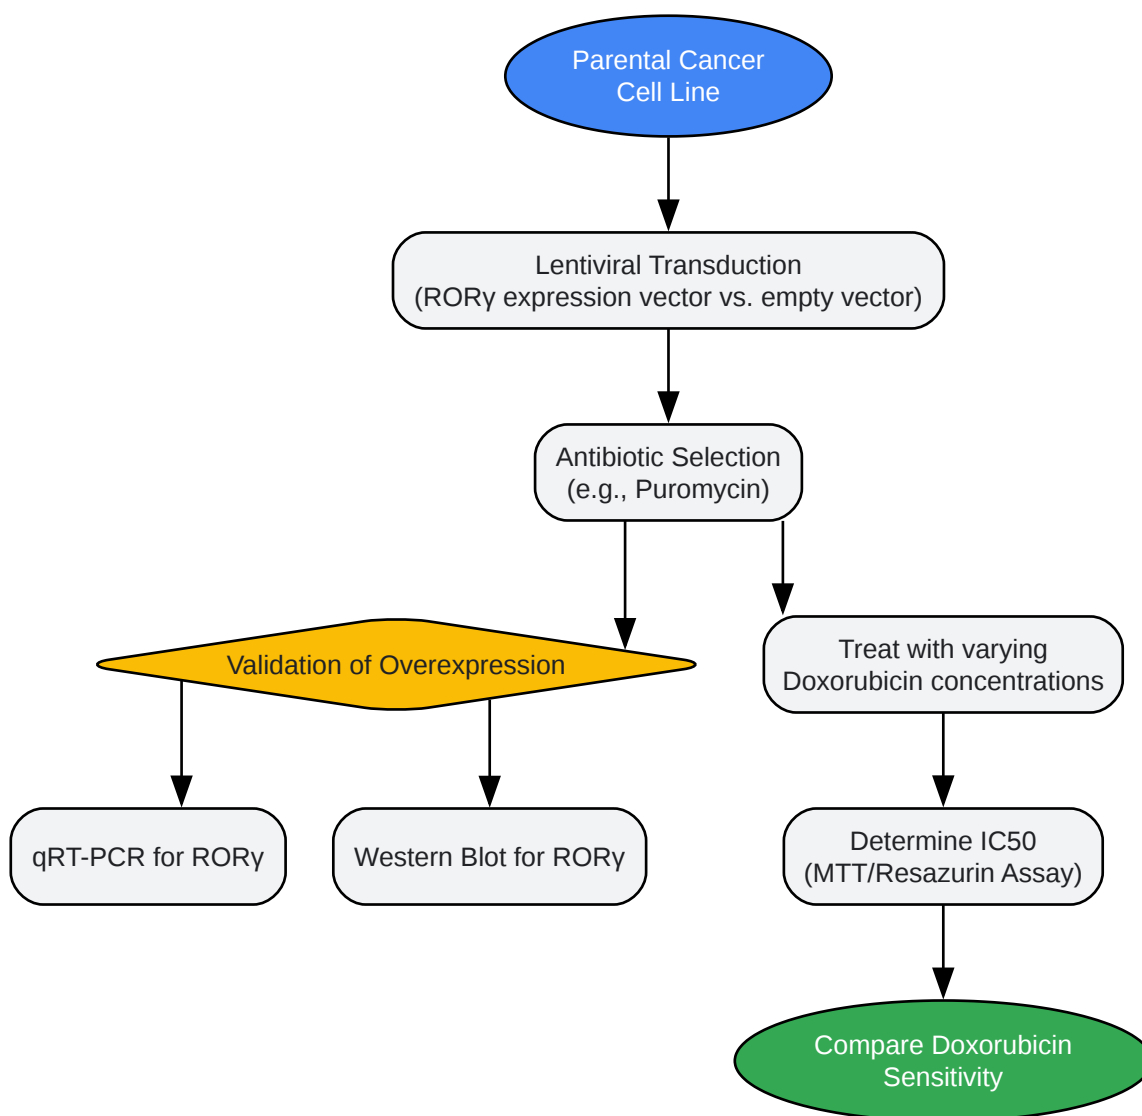 Parental Cancer
Cell Line
Lentiviral Transduction
(RORγ expression vector vs. empty vector)
Antibiotic Selection
(e.g., Puromycin)
Validation of Overexpression
Treat with varying
Doxorubicin concentrations
qRT-PCR for RORγ
Western Blot for RORγ
Determine IC50
(MTT/Resazurin Assay)
Compare Doxorubicin
Sensitivity